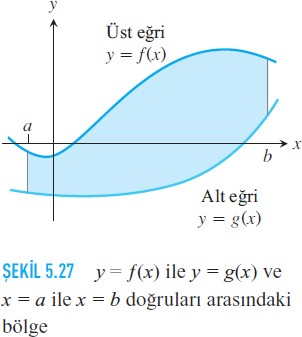 y
Üst eğri
y = f(x)
a
x
b
Alt eğri
y = g(x)
ŞEKİL 5.27 y = f(x) ile y = g(x) ve
x = a ile x = b doğruları arasındaki
bölge